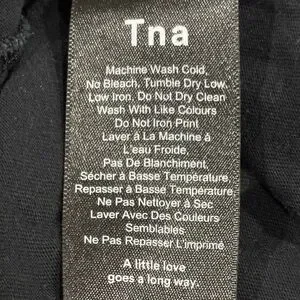 Tna
Machine Wash Cold,
No Bleach, Tumble Dry Low,
Low Iron, Do Not Dry Clean
Wash With Like Colours
Do Not Iron Print
Laver à La Machine à
L'eau Froide,
Pas De Blanchiment,
Sécher à Basse Température,
Repasser à Basse Température,
Ne Pas Nettoyer à Sec
Laver Avec Des Couleurs
Semblables
Ne Pas Repasser L'imprimé
A little love
goes a long way.